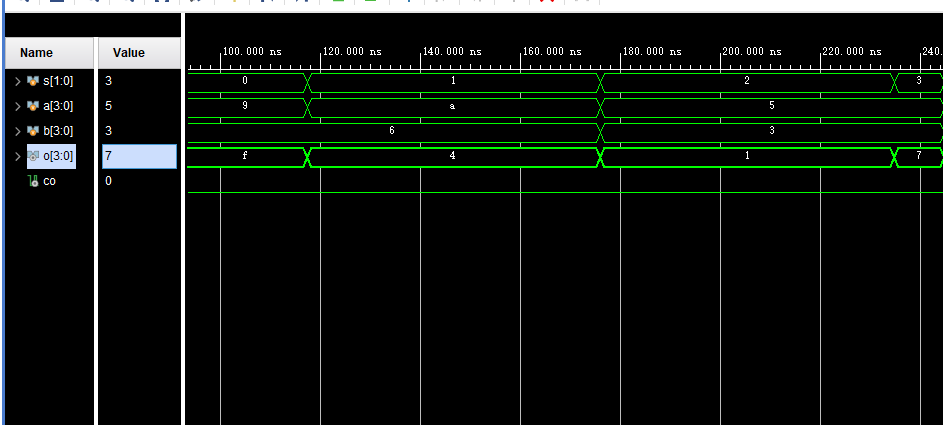 Name Value
100.000 ns 120.000 ns 140.000 ns 160.000 ns 180.000 ns 200.000 ns 220.000 ns 240.
s[1:0] 3 0 1 2 3
a[3:0] 5 9 a 5
b[3:0] 3 6 3
o[3:0] 7 f 4 1 7
co 0